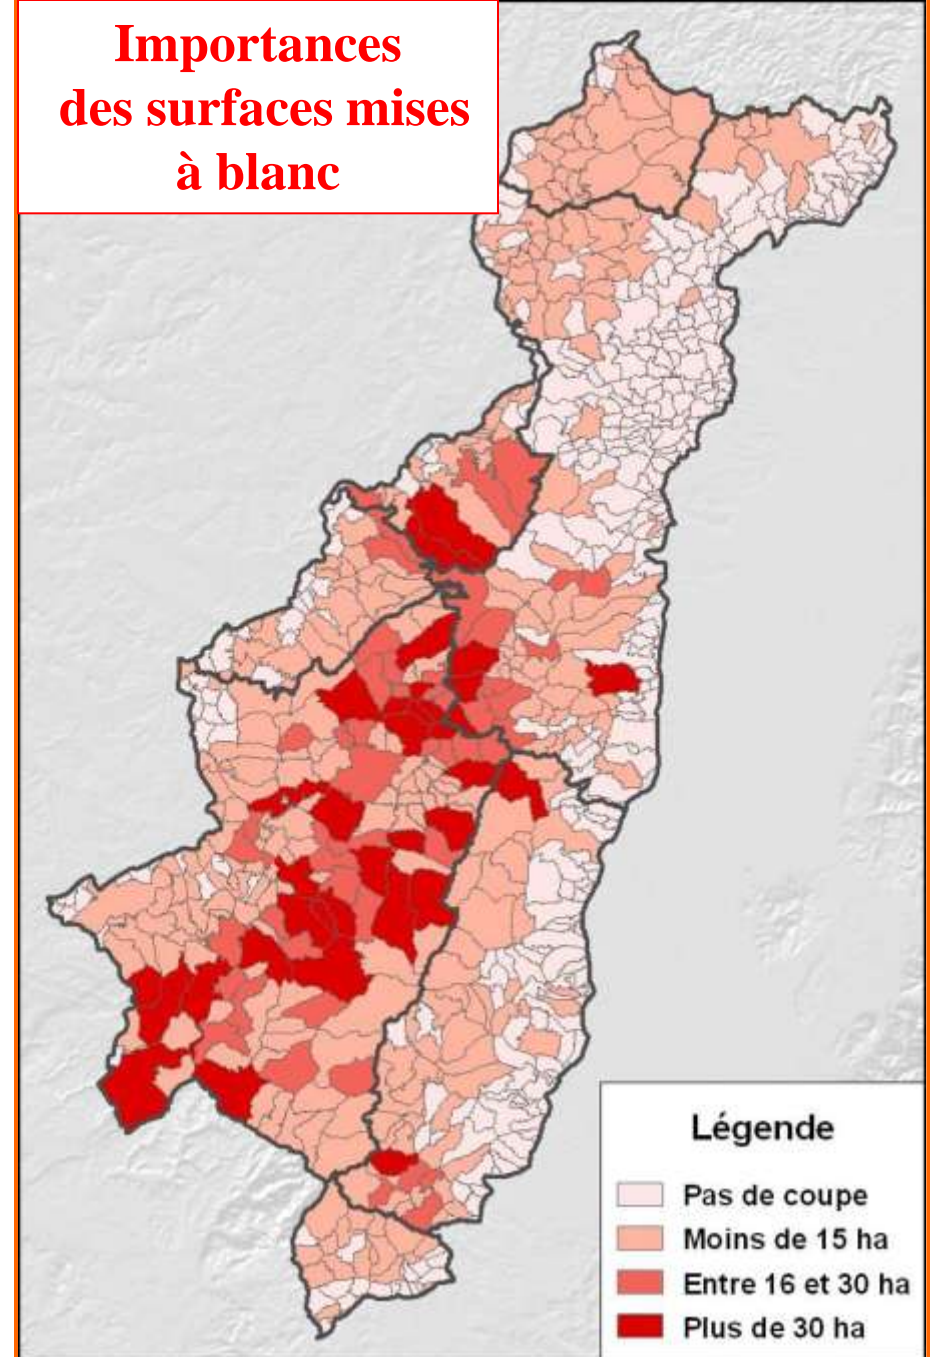 Importances
des surfaces mises
à blanc
Légende
Pas de coupe
Moins de 15 ha
Entre 16 et 30 ha
Plus de 30 ha